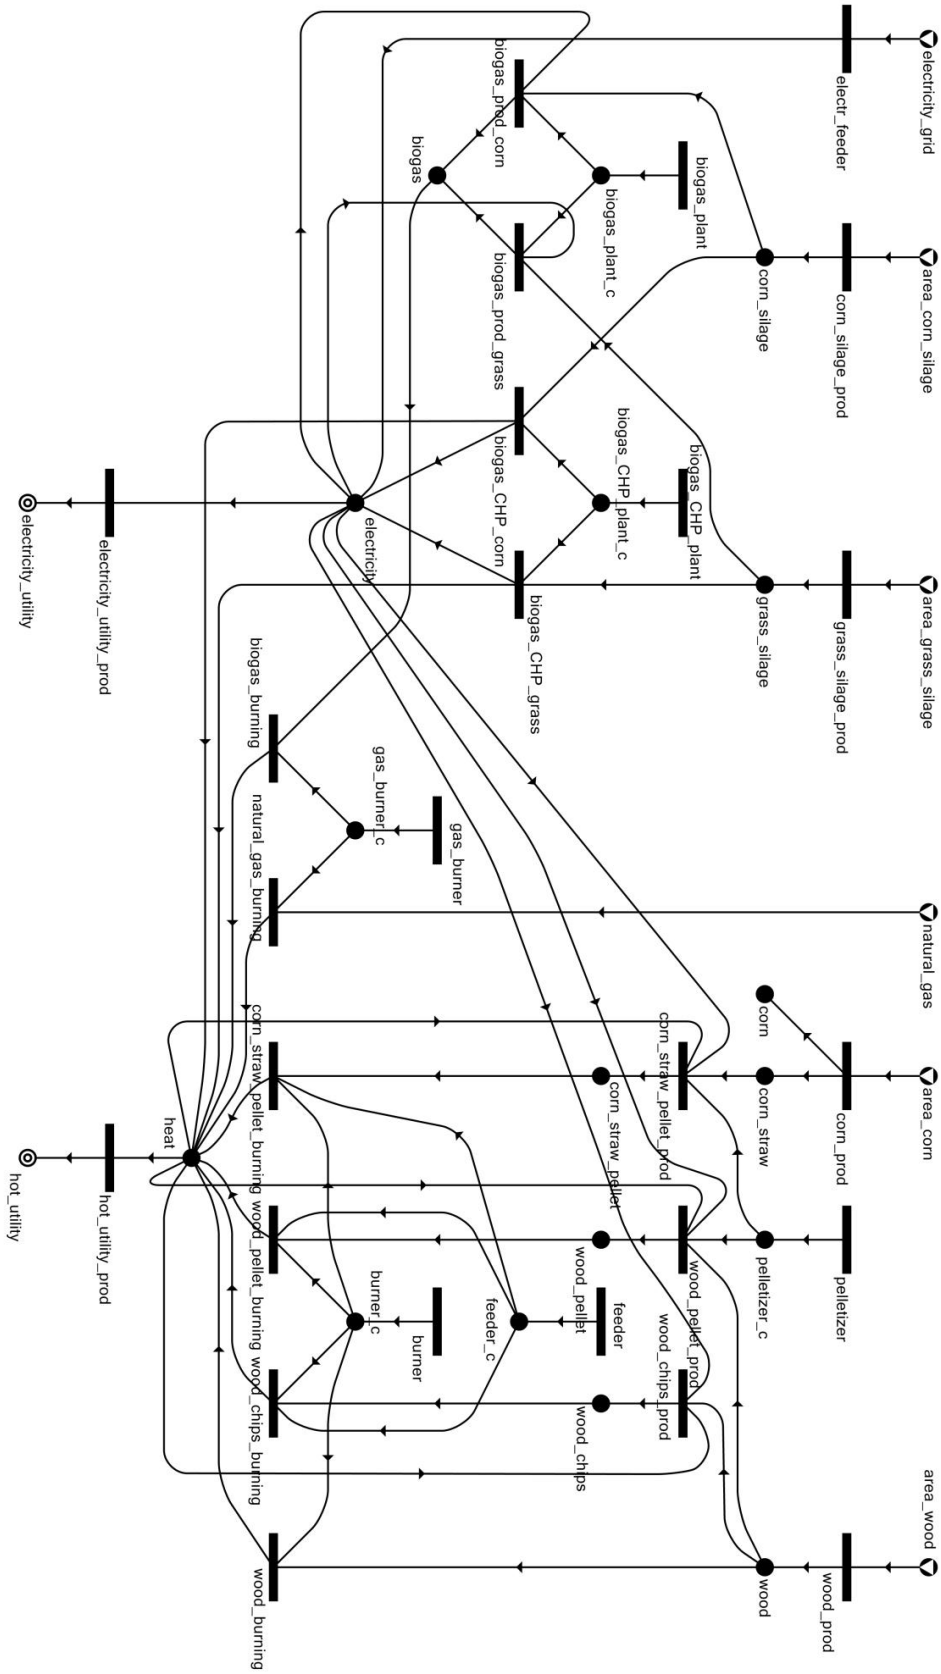 electricity_grid
area_corn_silage
area_grass_silage
natural_gas
area_corn
area_wood
electr_feeder
corn_silage_prod
grass_silage_prod
corn_prod
pelletizer
wood_prod
corn_silage
grass_silage
corn
corn_straw
pelletizer_c
wood
biogas_plant
biogas_CHP_plant
corn_straw_pellet_prod
wood_pellet_prod
wood_chips_prod
biogas_plant_c
biogas_CHP_plant_c
corn_straw_pellet
wood_pellet
feeder
wood_chips
biogas_prod_corn
biogas_prod_grass
biogas_CHP_corn
biogas_CHP_grass
feeder_c
biogas
gas_burner
burner
electricity
gas_burner_c
burner_c
biogas_burning
natural_gas_burning
corn_straw_pellet_burning
wood_pellet_burning
wood_chips_burning
wood_burning
heat
electricity_utility_prod
hot_utility_prod
electricity_utility
hot_utility